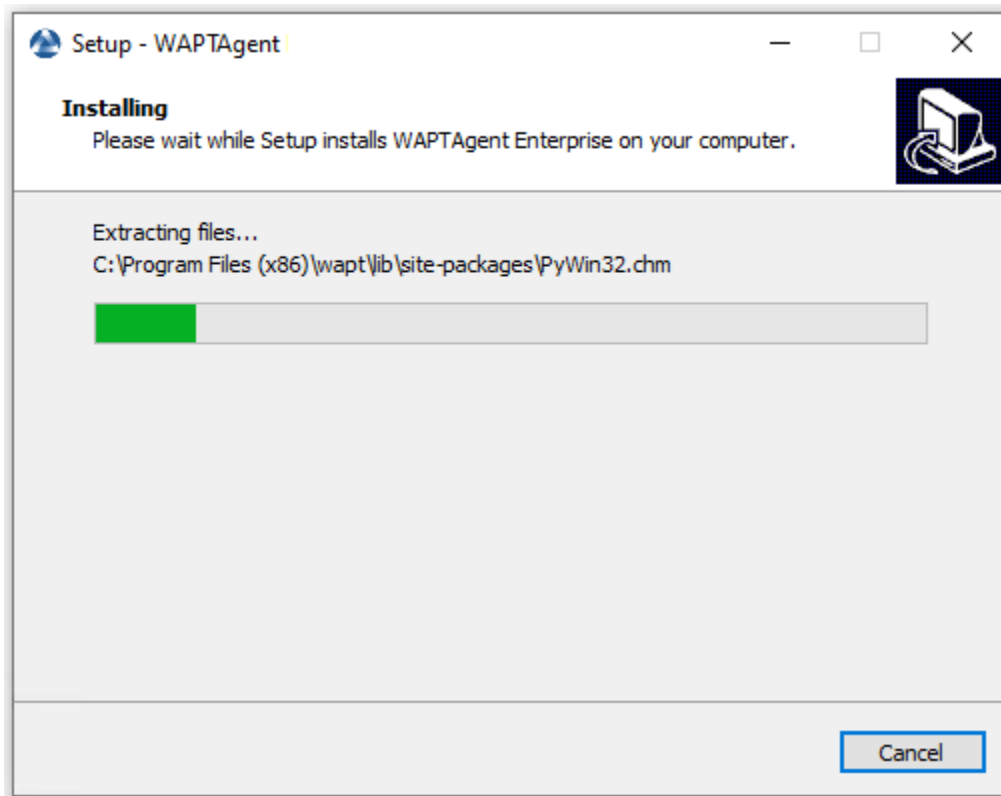 Setup - WAPTAgent
Installing
Please wait while Setup installs WAPTAgent Enterprise on your computer.
Extracting files...
C:\Program Files (x86)\wapt\lib\site-packages\PyWin32.chm
Cancel